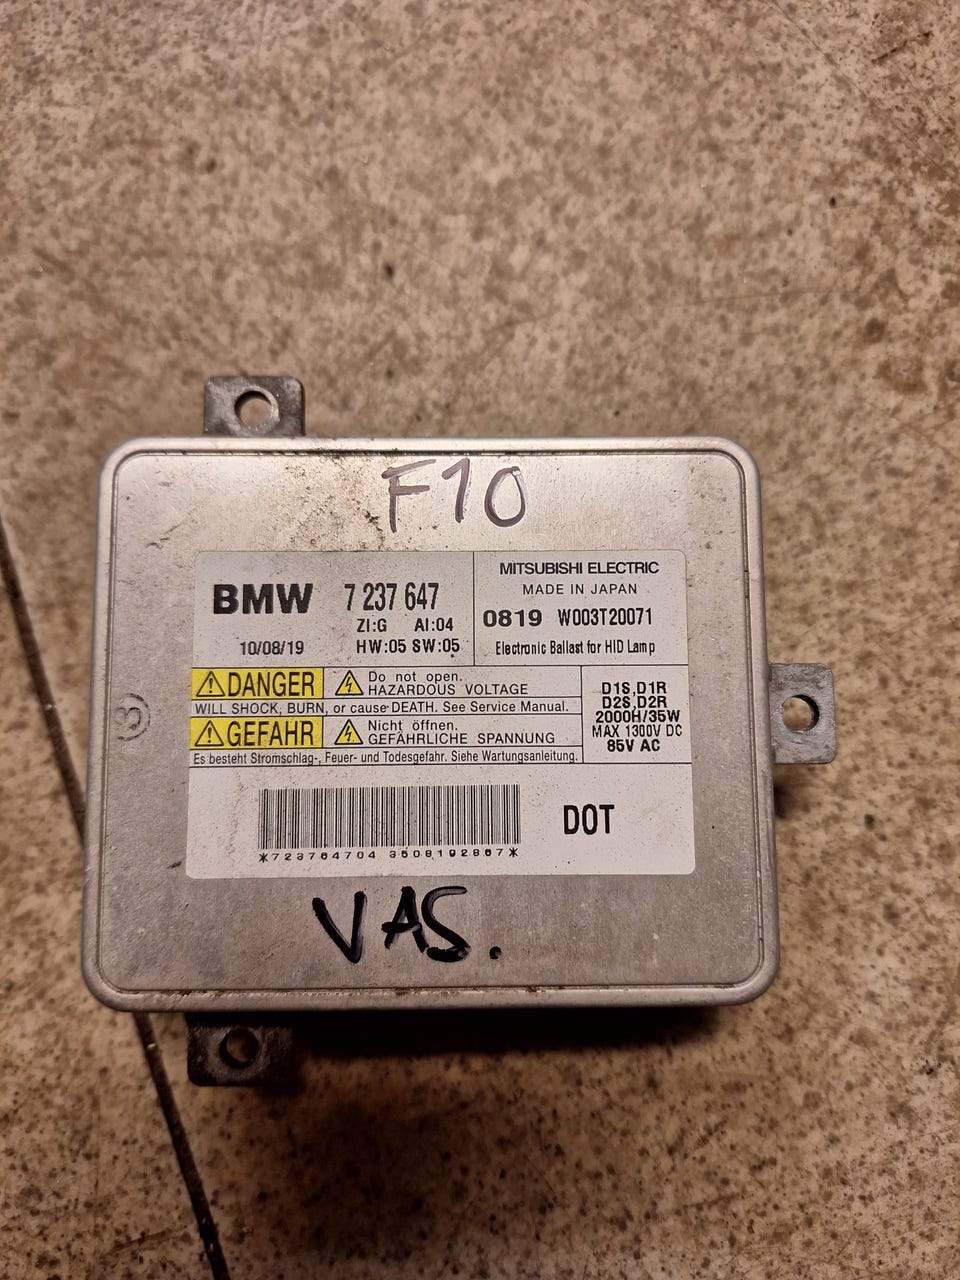 F10
BMW 7 237 647
ZI:G AI:04
10/08/19 HW:05 SW:05
MITSUBISHI ELECTRIC
MADE IN JAPAN
0819 W003T20071
Electronic Ballast for HID Lamp
DANGER
Do not open.
HAZARDOUS VOLTAGE
WILL SHOCK, BURN, or cause DEATH. See Service Manual.
GEFAHR
Nicht öffnen.
GEFÄHRLICHE SPANNUNG
Es besteht Stromschlag-, Feuer- und Todesgefahr. Siehe Wartungsanleitung.
D1S,D1R
D2S,D2R
2000H/35W
MAX 1300V DC
85V AC
3
*723764704 3508192867*
DOT
VAS.